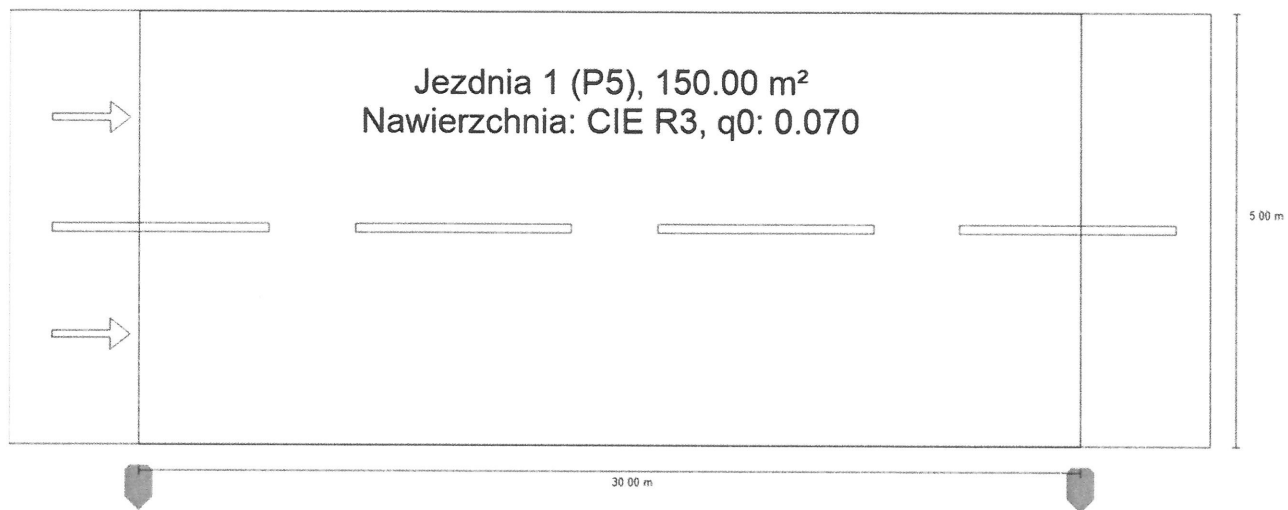 Jezdnia 1 (P5), 150.00 m²
Nawierzchnia: CIE R3, q0: 0.070
5.00 m
30.00 m